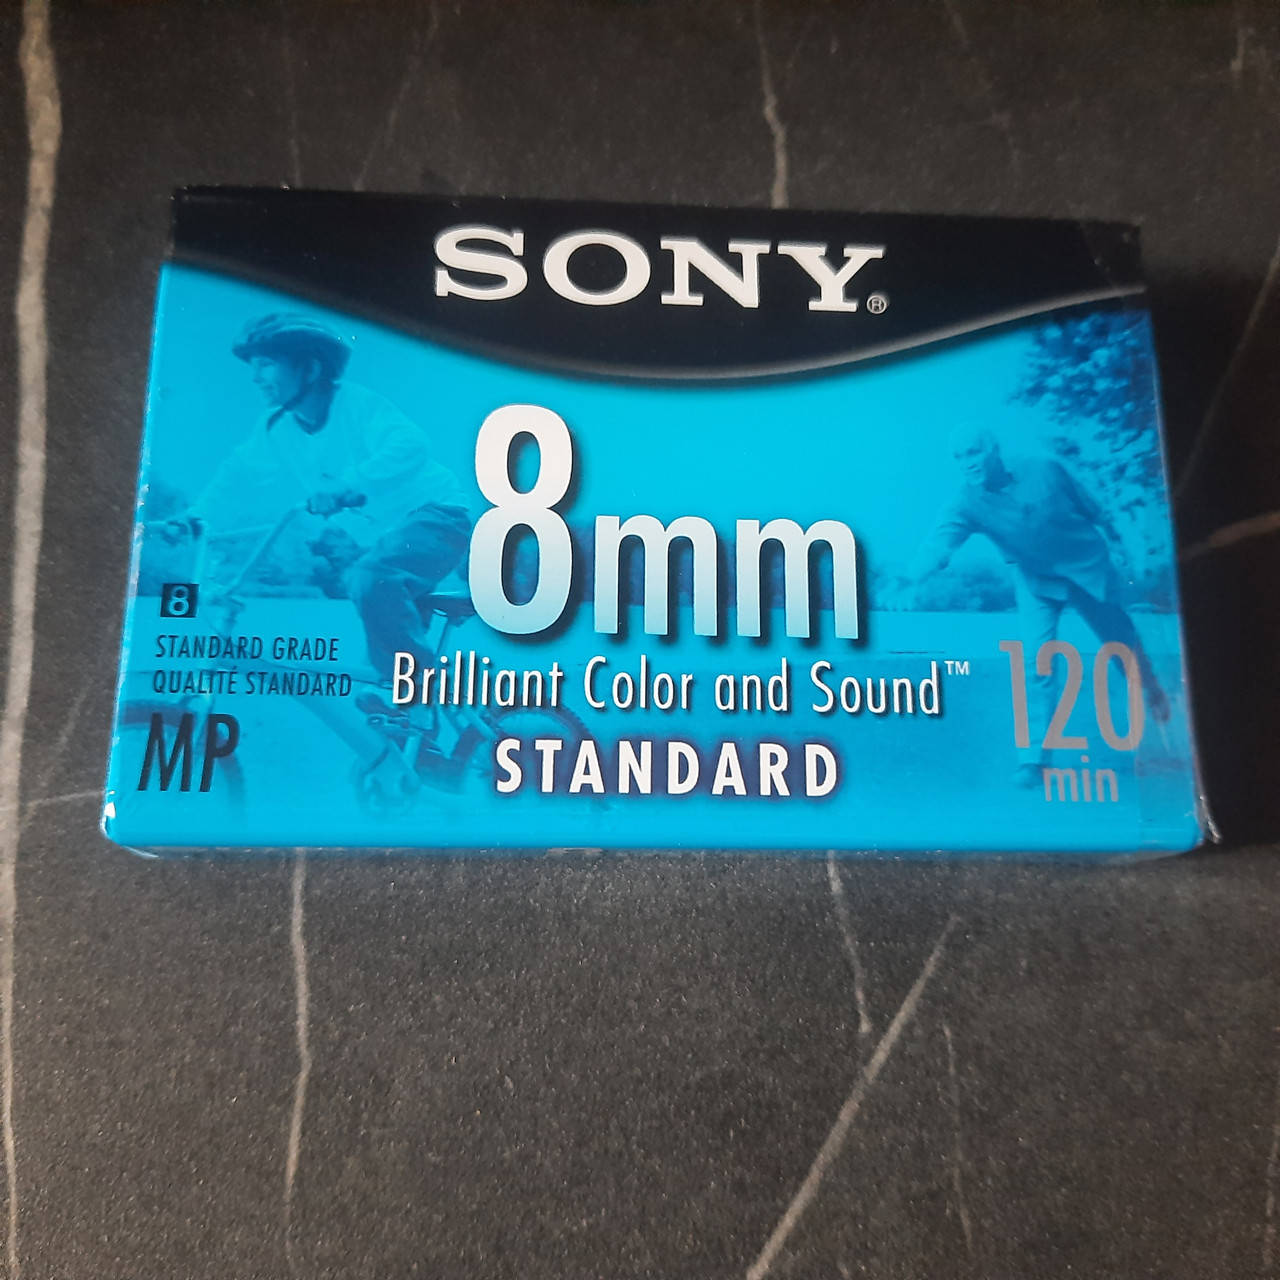 SONY®
8mm
8
STANDARD GRADE
QUALITÉ STANDARD
MP
Brilliant Color and Sound™
STANDARD
120
min